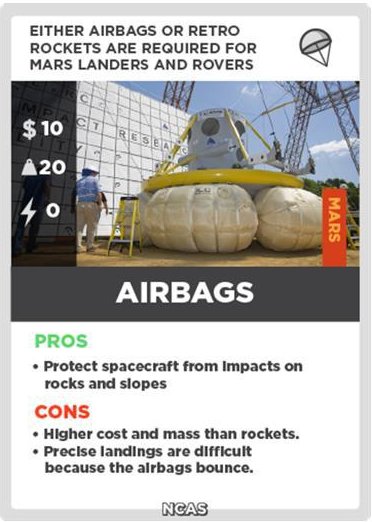 EITHER AIRBAGS OR RETRO
ROCKETS ARE REQUIRED FOR
MARS LANDERS AND ROVERS
$ 10
20
0
IMPACT RESEARC
MARS
AIRBAGS
PROS
• Protect spacecraft from impacts on
rocks and slopes
CONS
• Higher cost and mass than rockets.
• Precise landings are difficult
because the airbags bounce.
NCAS